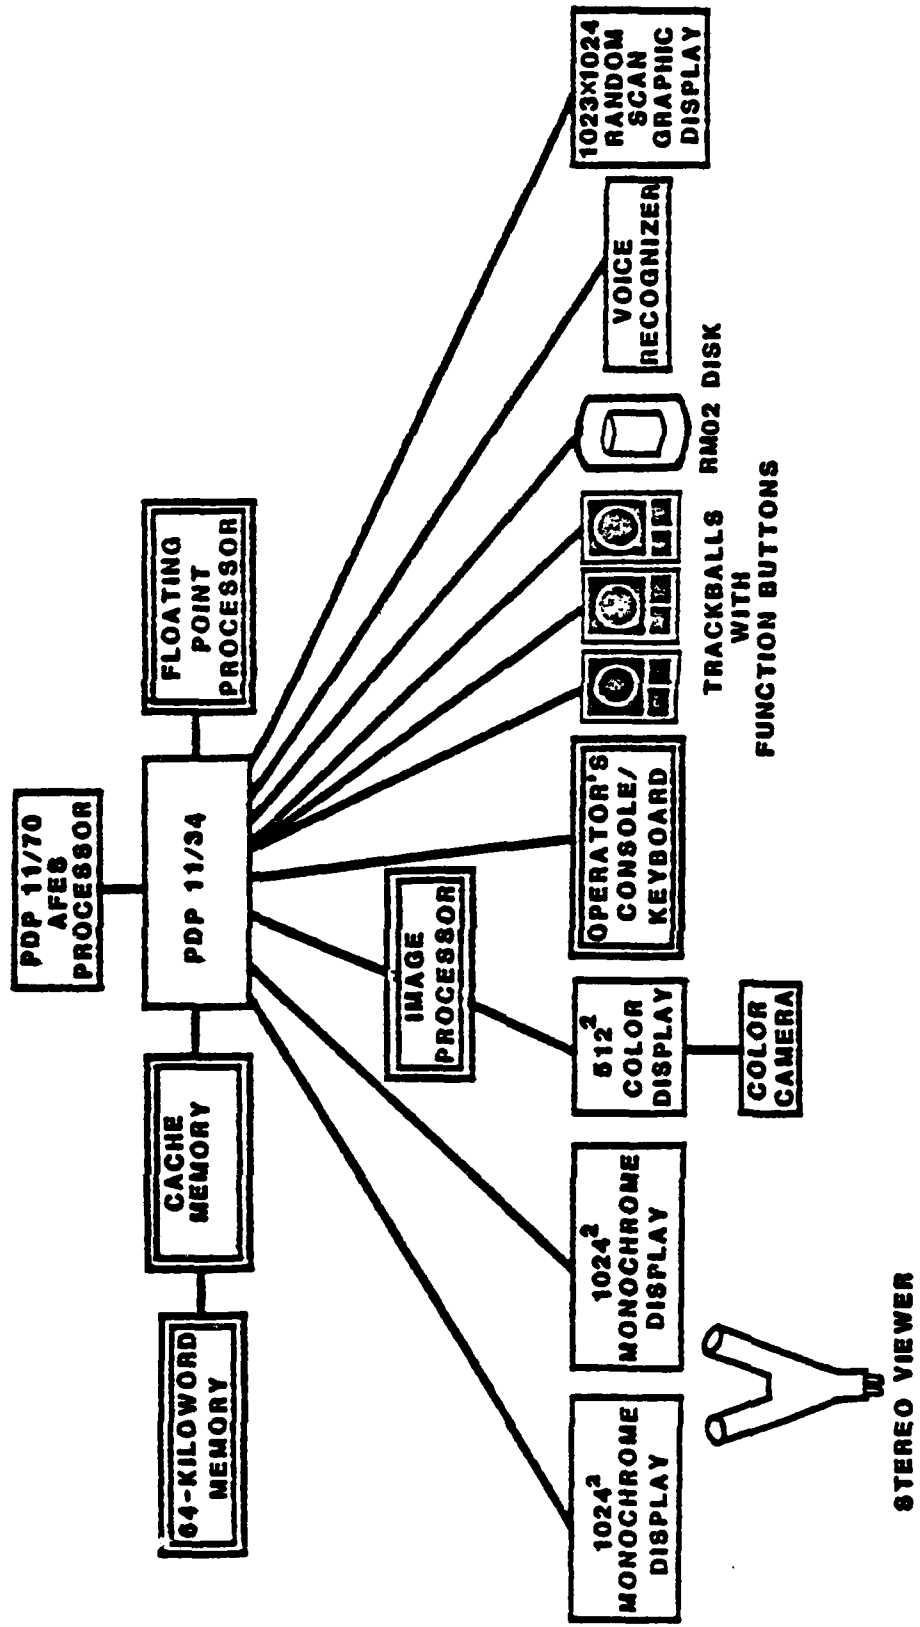 PDP 11/70
AFES
PROCESSOR
64-KILOWORD
MEMORY
CACHE
MEMORY
PDP 11/34
FLOATING
POINT
PROCESSOR
IMAGE
PROCESSOR
1024²
MONOCHROME
DISPLAY
1024²
MONOCHROME
DISPLAY
512²
COLOR
DISPLAY
OPERATOR'S
CONSOLE/
KEYBOARD
TRACKBALLS
WITH
FUNCTION BUTTONS
RM02 DISK
VOICE
RECOGNIZER
1023X1024
RANDOM
SCAN
GRAPHIC
DISPLAY
COLOR
CAMERA
STEREO VIEWER